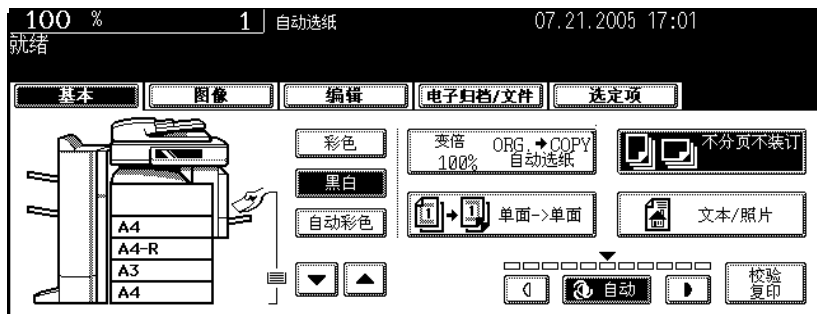 100 % 1 自动选纸 07.21.2005 17:01
就绪
基本 图像 编辑 电子归档/文件 选定项
彩色
黑白
自动彩色
变倍 ORG.→COPY
100% 自动选纸
不分页不装订
1→1 单面->单面
文本/照片
A4
A4-R
A3
A4
自动
校验
复印